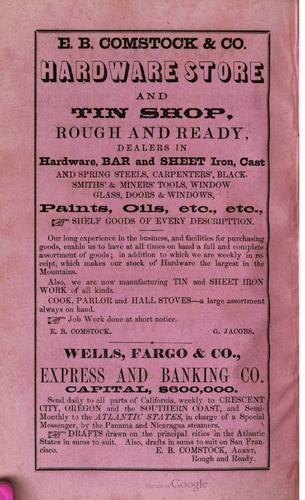 E. B. COMSTOCK & CO.
HARDWARE STORE
AND
TIN SHOP,
ROUGH AND READY,
DEALERS IN
Hardware, BAR and SHEET Iron, Cast
AND SPRING STEELS, CARPENTERS', BLACK-
SMITHS' & MINERS' TOOLS, WINDOW
GLASS, DOORS & WINDOWS,
Paints, Oils, etc., etc.,
☞ SHELF GOODS OF EVERY DESCRIPTION.
Our long experience in the business, and facilities for purchasing
goods, enable us to have at all times on hand a full and complete
assortment of goods; in addition to which we are weekly in re-
ceipt, which makes our stock of Hardware the largest in the
Mountains.
Also, we are now manufacturing TIN and SHEET IRON
WORK of all kinds.
COOK, PARLOR and HALL STOVES—a large assortment
always on hand.
☞ Job Work done at short notice.
E. B. COMSTOCK. G. JACOBS.
WELLS, FARGO & CO.,
EXPRESS AND BANKING CO.
CAPITAL, $600,000.
Send daily to all parts of California, weekly to CRESCENT
CITY, OREGON and the SOUTHERN COAST, and Semi-
Monthly to the ATLANTIC STATES, in charge of a Special
Messenger, by the Panama and Nicaragua steamers.
☞ DRAFTS drawn on the principal cities in the Atlantic
States in sums to suit. Also, drafts in sums to suit on San Fran-
cisco. E. B. COMSTOCK, AGENT,
Rough and Ready.
Google